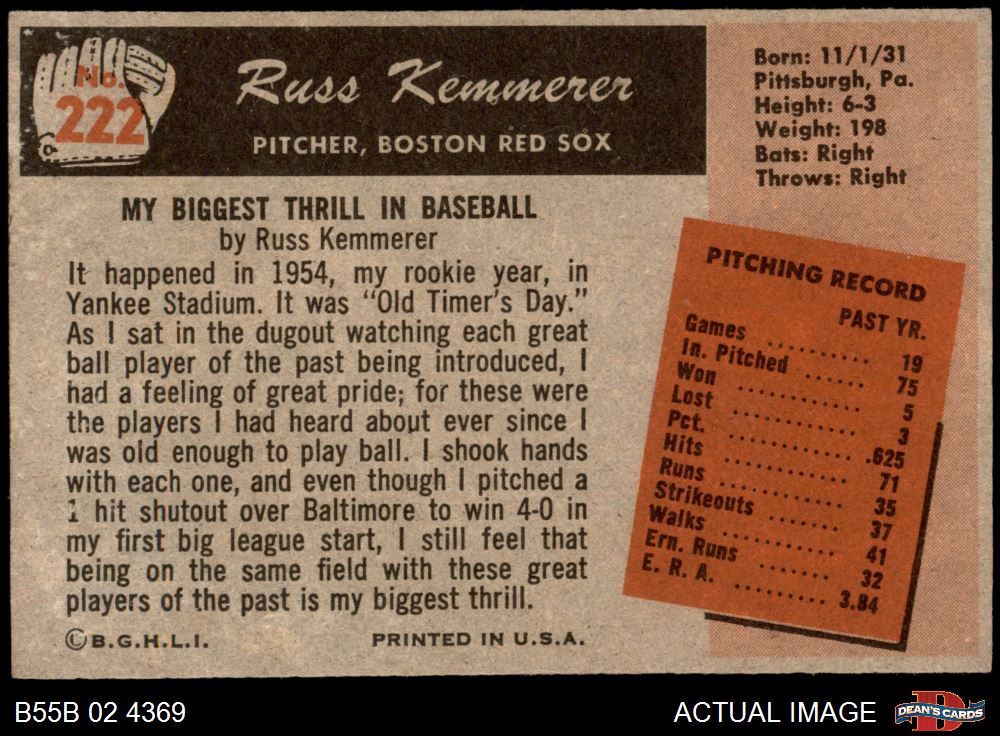 No.
222
Russ Kemmerer
PITCHER, BOSTON RED SOX
Born: 11/1/31
Pittsburgh, Pa.
Height: 6-3
Weight: 198
Bats: Right
Throws: Right
MY BIGGEST THRILL IN BASEBALL
by Russ Kemmerer
It happened in 1954, my rookie year, in
Yankee Stadium. It was “Old Timer’s Day.”
As I sat in the dugout watching each great
ball player of the past being introduced, I
had a feeling of great pride; for these were
the players I had heard about ever since I
was old enough to play ball. I shook hands
with each one, and even though I pitched a
1 hit shutout over Baltimore to win 4-0 in
my first big league start, I still feel that
being on the same field with these great
players of the past is my biggest thrill.
©B.G.H.L.I. PRINTED IN U.S.A.
PITCHING RECORD
PAST YR.
Games .......... 19
In. Pitched ...... 75
Won ............ 5
Lost ............ 3
Pct. ............ .625
Hits ............ 71
Runs ............ 35
Strikeouts ....... 37
Walks .......... 41
Ern. Runs ....... 32
E. R. A. ......... 3.84
B55B 02 4369
ACTUAL IMAGE
D
DEAN'S CARDS